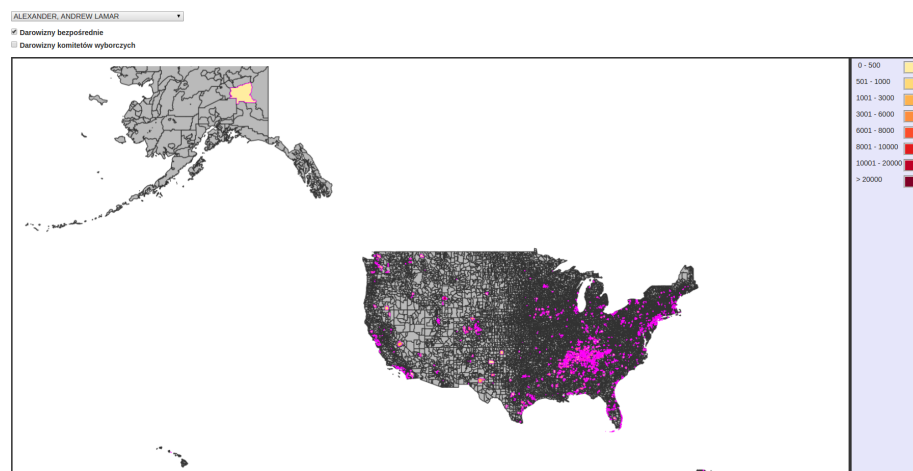 ALEXANDER, ANDREW LAMAR
Darowizny bezpośrednie
Darowizny komitetów wyborczych
0 - 500
501 - 1000
1001 - 3000
3001 - 6000
6001 - 8000
8001 - 10000
10001 - 20000
> 20000